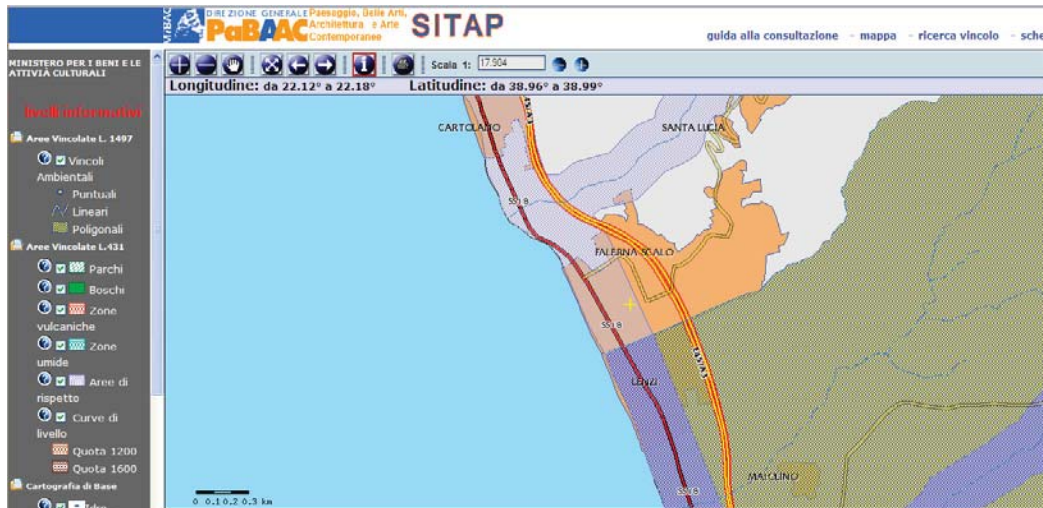 MiBAC
DIREZIONE GENERALE Paesaggio, Belle Arti,
PaBAAC Architettura e Arte
Contemporanee
SITAP
guida alla consultazione - mappa - ricerca vincolo - sche
MINISTERO PER I BENI E LE
ATTIVITÀ CULTURALI
Scala 1: 17.904
Longitudine: da 22.12° a 22.18° Latitudine: da 38.96° a 38.99°
livelli informativi
Aree Vincolate L. 1497
Vincoli
Ambientali
Puntuali
Lineari
Poligonali
Aree Vincolate L.431
Parchi
Boschi
Zone
vulcaniche
Zone
umide
Aree di
rispetto
Curve di
livello
Quota 1200
Quota 1600
Cartografia di Base
CARTOLANO
E45/A3
SANTA LUCIA
SS18
FALERNA SCALO
SS18
E45/A3
LENZI
MAIOLINO
SS18
0 0.1 0.2 0.3 km